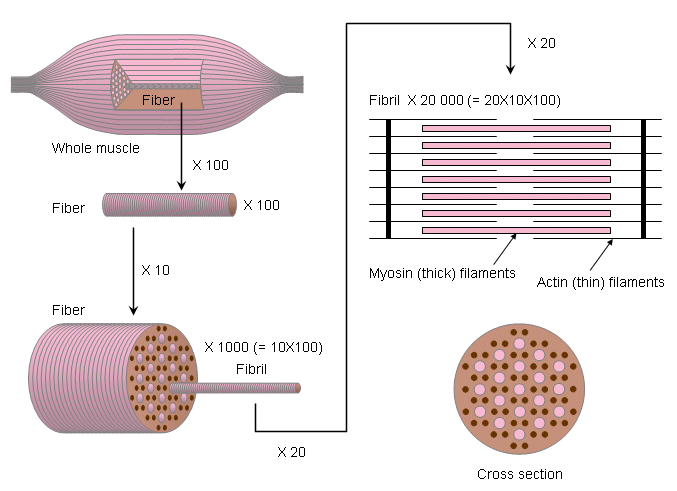 Fiber
Whole muscle
X 100
Fiber
X 100
X 10
Fiber
X 1000 (= 10X100)
Fibril
X 20
X 20
Fibril X 20 000 (= 20X10X100)
Myosin (thick) filaments
Actin (thin) filaments
Cross section